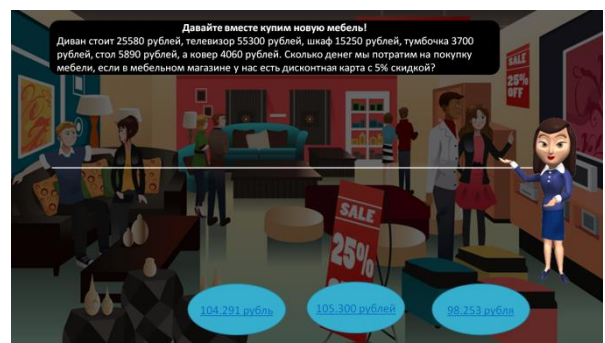 Давайте вместе купим новую мебель!
Диван стоит 25580 рублей, телевизор 55300 рублей, шкаф 15250 рублей, тумбочка 3700
рублей, стол 5890 рублей, а ковер 4060 рублей. Сколько денег мы потратим на покупку
мебели, если в мебельном магазине у нас есть дисконтная карта с 5% скидкой?
SALE
25%
OFF
SALE
25%
104.291 рубль
105.300 рублей
98.253 рубля